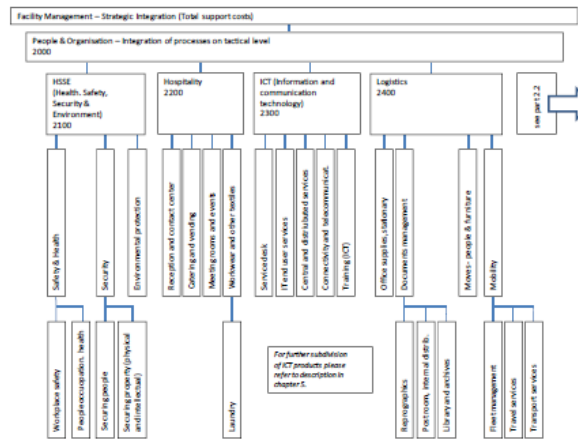 Facility Management – Strategic Integration (Total support costs)
People & Organisation – Integration of processes on tactical level
2000
HSSE
(Health, Safety,
Security &
Environment)
2100
Hospitality
2200
ICT (Information and
communication
technology)
2300
Logistics
2400
see part 2.2
Safety & Health
Security
Environmental protection
Reception and contact center
Catering and vending
Meeting rooms and events
Workwear and other textiles
Service desk
IT end user services
Central and distriubuted services
Connectivity and telecommunicat.
Training (ICT)
Office supplies, stationary
Documents management
Moves - people & furniture
Mobility
Workplace safety
People occoopation. health
Securing people
Securing property (physical
and intellectual)
Laundry
For further subdivision
of ICT products please
refer to description in
chapter 5.
Reprographics
Post room, internal distrib.
Library and archives
Fleet management
Travel services
Transport services